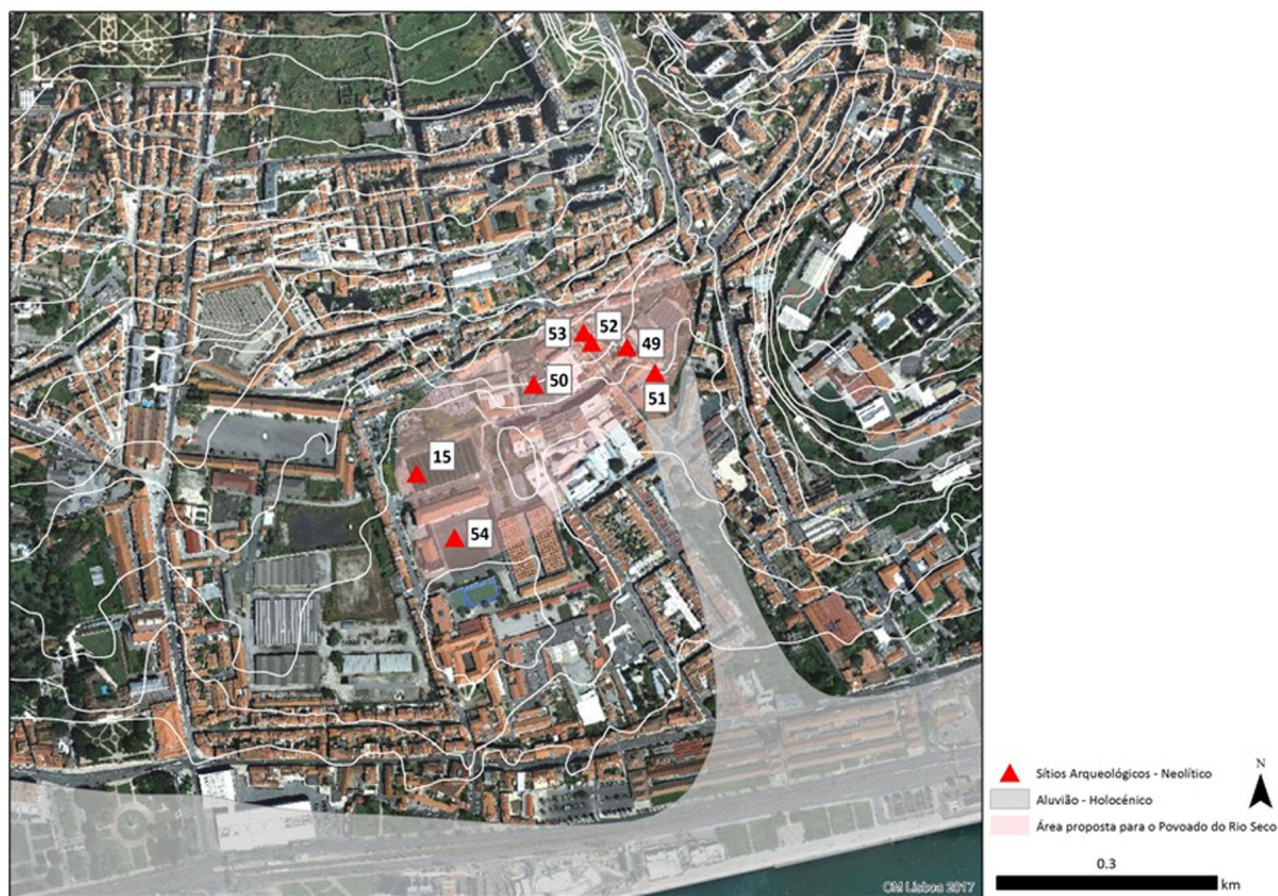 53
52
49
50
51
15
54
Sítios Arqueológicos - Neolítico
Aluvião - Holocénico
Área proposta para o Povoado do Rio Seco
N
0.3
km
CM Lisboa 2017